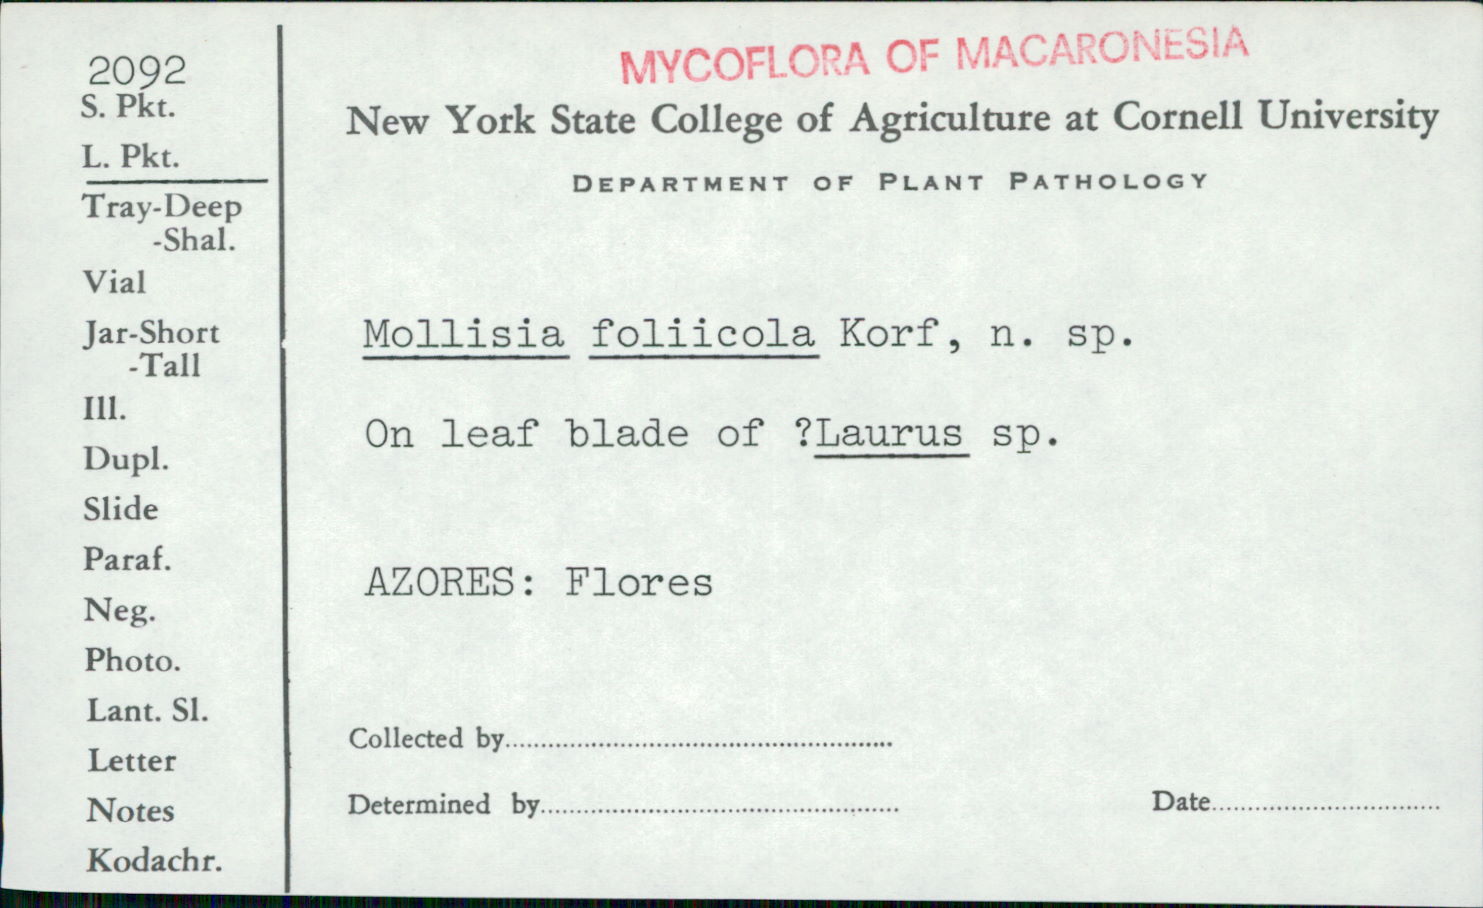 2092
S. Pkt.
L. Pkt.
Tray-Deep
-Shal.
Vial
Jar-Short
-Tall
Ill.
Dupl.
Slide
Paraf.
Neg.
Photo.
Lant. Sl.
Letter
Notes
Kodachr.
MYCOFLORA OF MACARONESIA
New York State College of Agriculture at Cornell University
DEPARTMENT OF PLANT PATHOLOGY
Mollisia foliicola Korf, n. sp.
On leaf blade of ?Laurus sp.
AZORES: Flores
Collected by
Determined by
Date